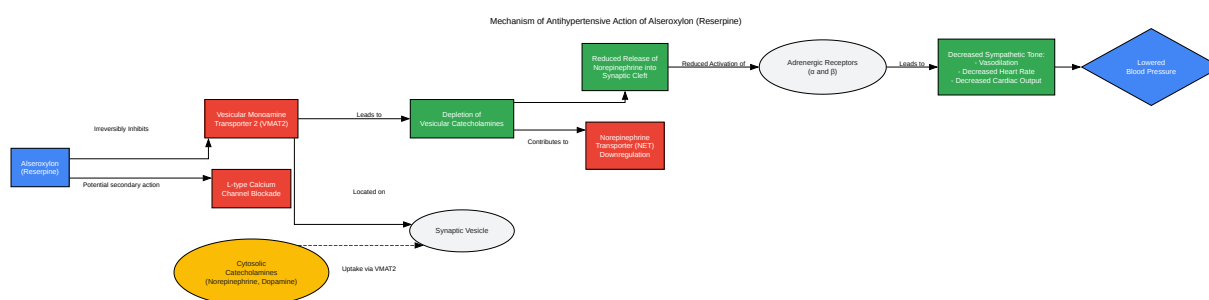 Mechanism of Antihypertensive Action of Alseroxylon (Reserpine)
Alseroxylon
(Reserpine)
Irreversibly Inhibits
Potential secondary action
Vesicular Monoamine
Transporter 2 (VMAT2)
L-type Calcium
Channel Blockade
Cytosolic
Catecholamines
(Norepinephrine, Dopamine)
Leads to
Located on
Uptake via VMAT2
Depletion of
Vesicular Catecholamines
Synaptic Vesicle
Contributes to
Reduced Release of
Norepinephrine into
Synaptic Cleft
Norepinephrine
Transporter (NET)
Downregulation
Reduced Activation of
Adrenergic Receptors
(α and β)
Leads to
Decreased Sympathetic Tone:
- Vasodilation
- Decreased Heart Rate
- Decreased Cardiac Output
Lowered
Blood Pressure